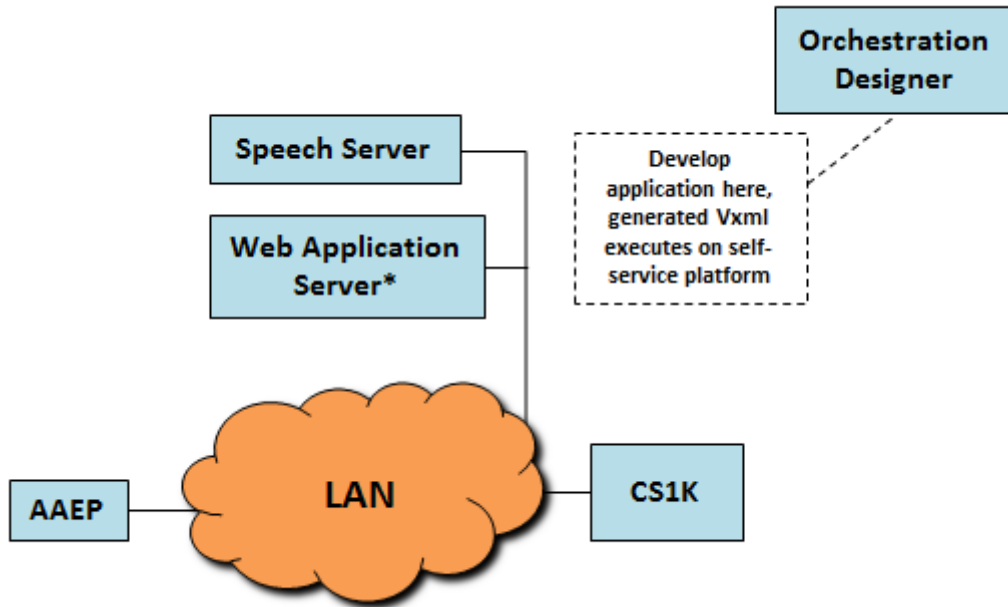 Orchestration
Designer
Speech Server
Develop
application here,
generated Vxml
executes on self-
service platform
Web Application
Server*
LAN
CS1K
AAEP